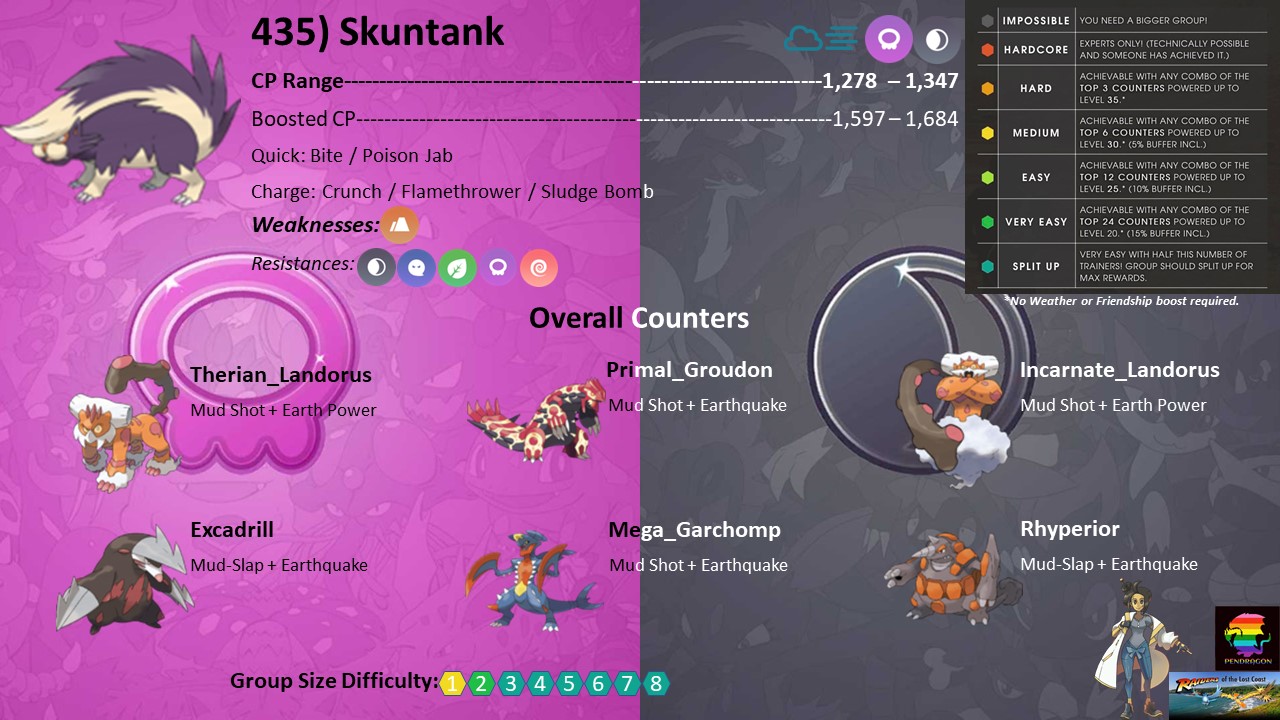 435) Skuntank
CP Range--------------------------------------------------------------------------------1,278 – 1,347
Boosted CP--------------------------------------------------------------------------------1,597 – 1,684
Quick: Bite / Poison Jab
Charge: Crunch / Flamethrower / Sludge Bomb
Weaknesses:
Resistances:
IMPOSSIBLE YOU NEED A BIGGER GROUP!
HARDCORE EXPERTS ONLY! (TECHNICALLY POSSIBLE
AND SOMEONE HAS ACHIEVED IT.)
HARD ACHIEVABLE WITH ANY COMBO OF THE
TOP 3 COUNTERS POWERED UP TO
LEVEL 35.*
MEDIUM ACHIEVABLE WITH ANY COMBO OF THE
TOP 6 COUNTERS POWERED UP TO
LEVEL 30.* (5% BUFFER INCL.)
EASY ACHIEVABLE WITH ANY COMBO OF THE
TOP 12 COUNTERS POWERED UP TO
LEVEL 25.* (10% BUFFER INCL.)
VERY EASY ACHIEVABLE WITH ANY COMBO OF THE
TOP 24 COUNTERS POWERED UP TO
LEVEL 20.* (15% BUFFER INCL.)
SPLIT UP VERY EASY WITH HALF THIS NUMBER OF
TRAINERS! GROUP SHOULD SPLIT UP FOR
MAX REWARDS.
*No Weather or Friendship boost required.
Overall Counters
Therian_Landorus
Mud Shot + Earth Power
Primal_Groudon
Mud Shot + Earthquake
Incarnate_Landorus
Mud Shot + Earth Power
Excadrill
Mud-Slap + Earthquake
Mega_Garchomp
Mud Shot + Earthquake
Rhyperior
Mud-Slap + Earthquake
Group Size Difficulty: 1 2 3 4 5 6 7 8
PENDRAGON
RAIDERS of the Lost Coast